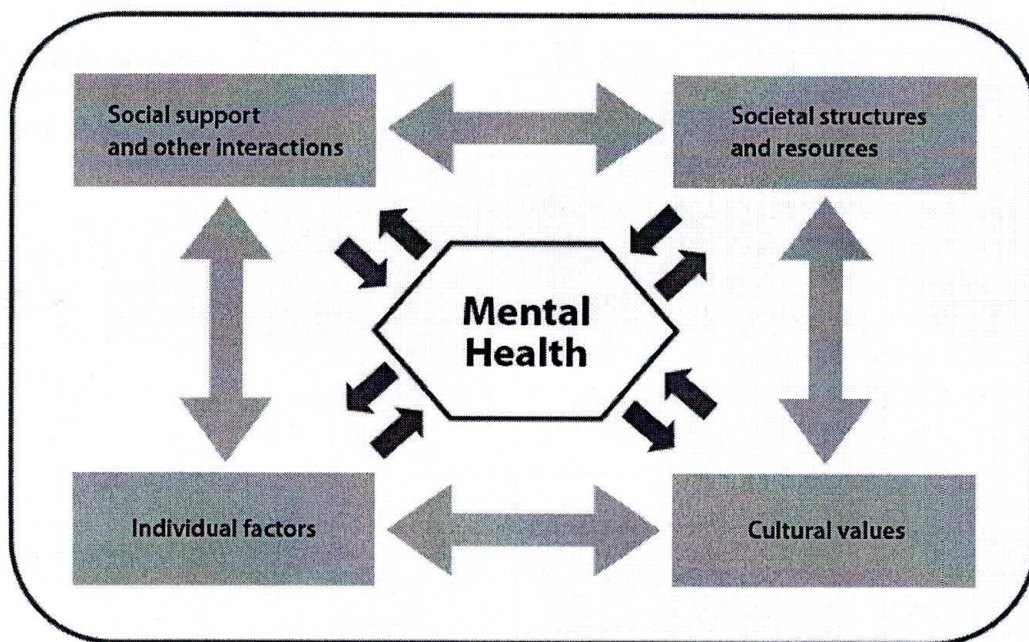 Social support
and other interactions
Societal structures
and resources
Mental
Health
Individual factors
Cultural values